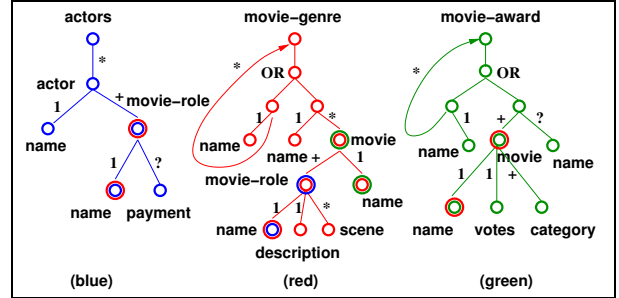 actors
movie-genre
movie-award
*
*
OR
*
OR
actor
1
+
movie-role
1
1
*
1
+
?
name
name
name
movie
name
movie
name
1
?
+
1
1
1
+
movie-role
name
payment
name
1
1
*
name
scene
name
votes
category
description
(blue)
(red)
(green)